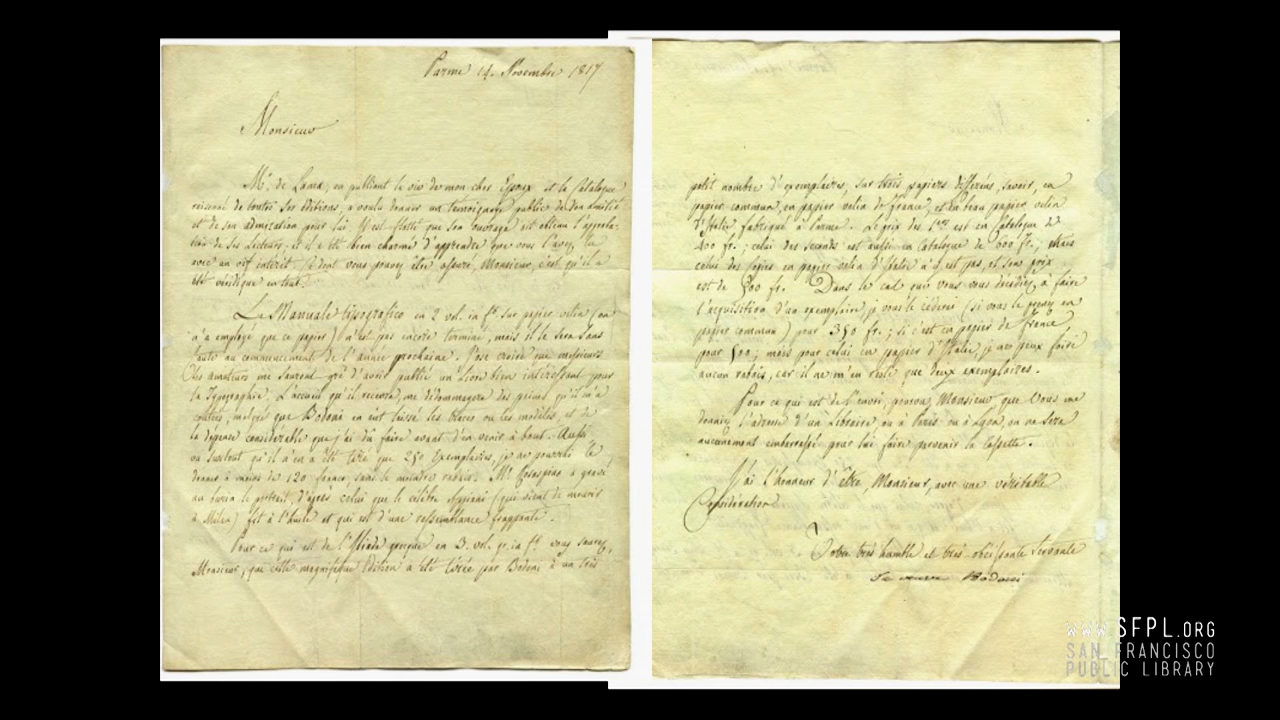 Parme 14. Novembre 1817
Monsieur
Mr. de Lama, en publiant la vie de mon cher Epoux et le Catalogue
raisonné de toutes ses éditions, a voulu donner un témoignage public de son amitié
et de son admiration pour lui. Il est flatté que son ouvrage ait obtenu l'approba-
tion de ses Lecteurs, et il a été bien charmé d'apprendre que vous l'avez lu
avec un vif intérêt. Ce dont vous pouvez être assuré, Monsieur, c'est qu'il a
été véridique en tout.
Le Manuale tipografico en 2 vol. in f°. sur papier velin (on
n'a employé que ce papier) n'est pas encore terminé, mais il le sera sans
faute au commencement de l'année prochaine. J'ose croire que messieurs
les amateurs me sauront gré d'avoir publié un livre bien intéressant pour
la Typographie. L'accueil qu'il recevra, me dédommagera des peines qu'il m'a
coutées, malgré que Bodoni en eut laissé les traces ou les modèles, et de
la dépense considérable que j'ai dû faire avant d'en venir à bout. Aussi,
ou surtout qu'il n'en a été tiré que 250 Exemplaires, je ne pourrai le
donner à moins de 120 francs, sans le moindre rabais. Mr. Rosaspina a gravé
au burin le portrait, d'après celui que le célèbre Appiani (qui vient de mourir
à Milan) fit à l'huile et qui est d'une ressemblance frappante.
Pour ce qui est de l'Iliade grecque en 3. vol. gr. in f°. vous saurez,
Monsieur, que cette magnifique Edition a été tirée par Bodoni à un très
petit nombre d'exemplaires, sur trois papiers différens, savoir, en
papier commun, en papier velin de france, et en beau papier velin
d'Italie fabriqué à Parme. Le prix des 1ers est en Catalogue de
400 fr.; celui des seconds est aussi en Catalogue de 600 fr.; mais
celui des copies en papier velin d'Italie n'y est pas, et son prix
est de 800 fr. Dans le cas que vous vous décidiez à faire
l'acquisition d'un exemplaire, je vous le céderai (si vous le prenez en
papier commun) pour 350 fr.; si c'est en papier de france,
pour 500; mais pour celui en papier d'Italie, je ne peux faire
aucun rabais, car il ne m'en reste que deux exemplaires.
Pour ce qui est de l'envoi, pourvu, Monsieur, que vous me
donniez l'adresse d'un Libraire, ou à Paris ou à Lyon, on ne sera
aucunement embarrassé pour lui faire parvenir la Cassette.
J'ai l'honneur d'être, Monsieur, avec une véritable
Considération
Votre très humble et très obéissante Servante
La veuve Bodoni
www.SFPL.ORG
SAN FRANCISCO
PUBLIC LIBRARY